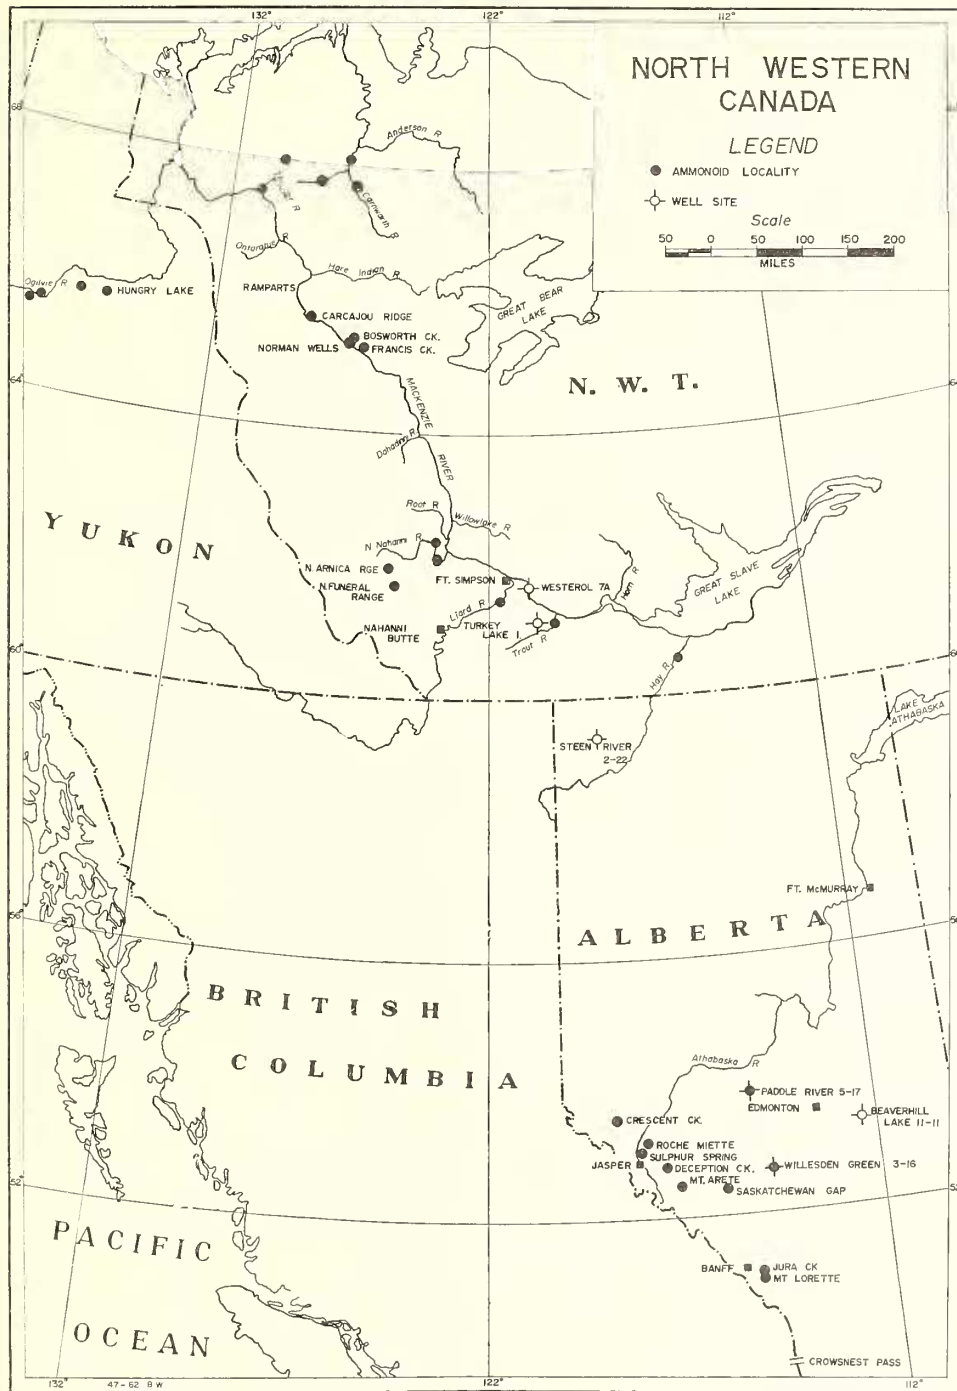 132°
122°
112°
NORTH WESTERN
CANADA
LEGEND
AMMONOID LOCALITY
WELL SITE
Scale
50 0 50 100 150 200
MILES
68
Anderson R
Carnwath R
Ontaratue R
Hare Indian R
RAMPARTS
Ogilvie R
HUNGRY LAKE
GREAT BEAR
LAKE
CARCAJOU RIDGE
BOSWORTH CK.
NORMAN WELLS
FRANCIS CK.
64
N. W. T.
MACKENZIE
RIVER
Dahadinni R
Root R
Willowlake R
YUKON
N Nahanni R
N. ARNICA RGE
N. FUNERAL
RANGE
FT. SIMPSON
WESTEROL 7A
Horn R
GREAT SLAVE
LAKE
Liard R
NAHANNI
BUTTE
TURKEY
LAKE 1.
Trout R
60
Hay R
LAKE
ATHABASKA
STEEN RIVER
2-22
FT. McMURRAY
56
ALBERTA
BRITISH
COLUMBIA
Athabaska R
PADDLE RIVER 5-17
EDMONTON
BEAVERHILL
LAKE 11-11
CRESCENT CK.
ROCHE MIETTE
SULPHUR SPRING
JASPER
DECEPTION CK.
WILLESDEN GREEN 3-16
MT. ARETE
SASKATCHEWAN GAP
52
PACIFIC
OCEAN
BANFF
JURA CK
MT LORETTE
CROWSNEST PASS
132°
47-62 B W
122°
112°